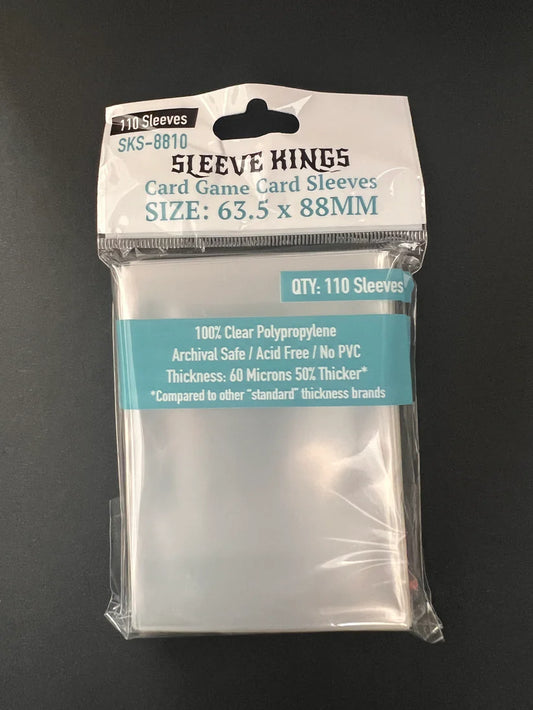 110 Sleeves
SKS-8810
SLEEVE KINGS
Card Game Card Sleeves
SIZE: 63.5 x 88MM
QTY: 110 Sleeves
100% Clear Polypropylene
Archival Safe / Acid Free / No PVC
Thickness: 60 Microns 50% Thicker*
*Compared to other "standard" thickness brands